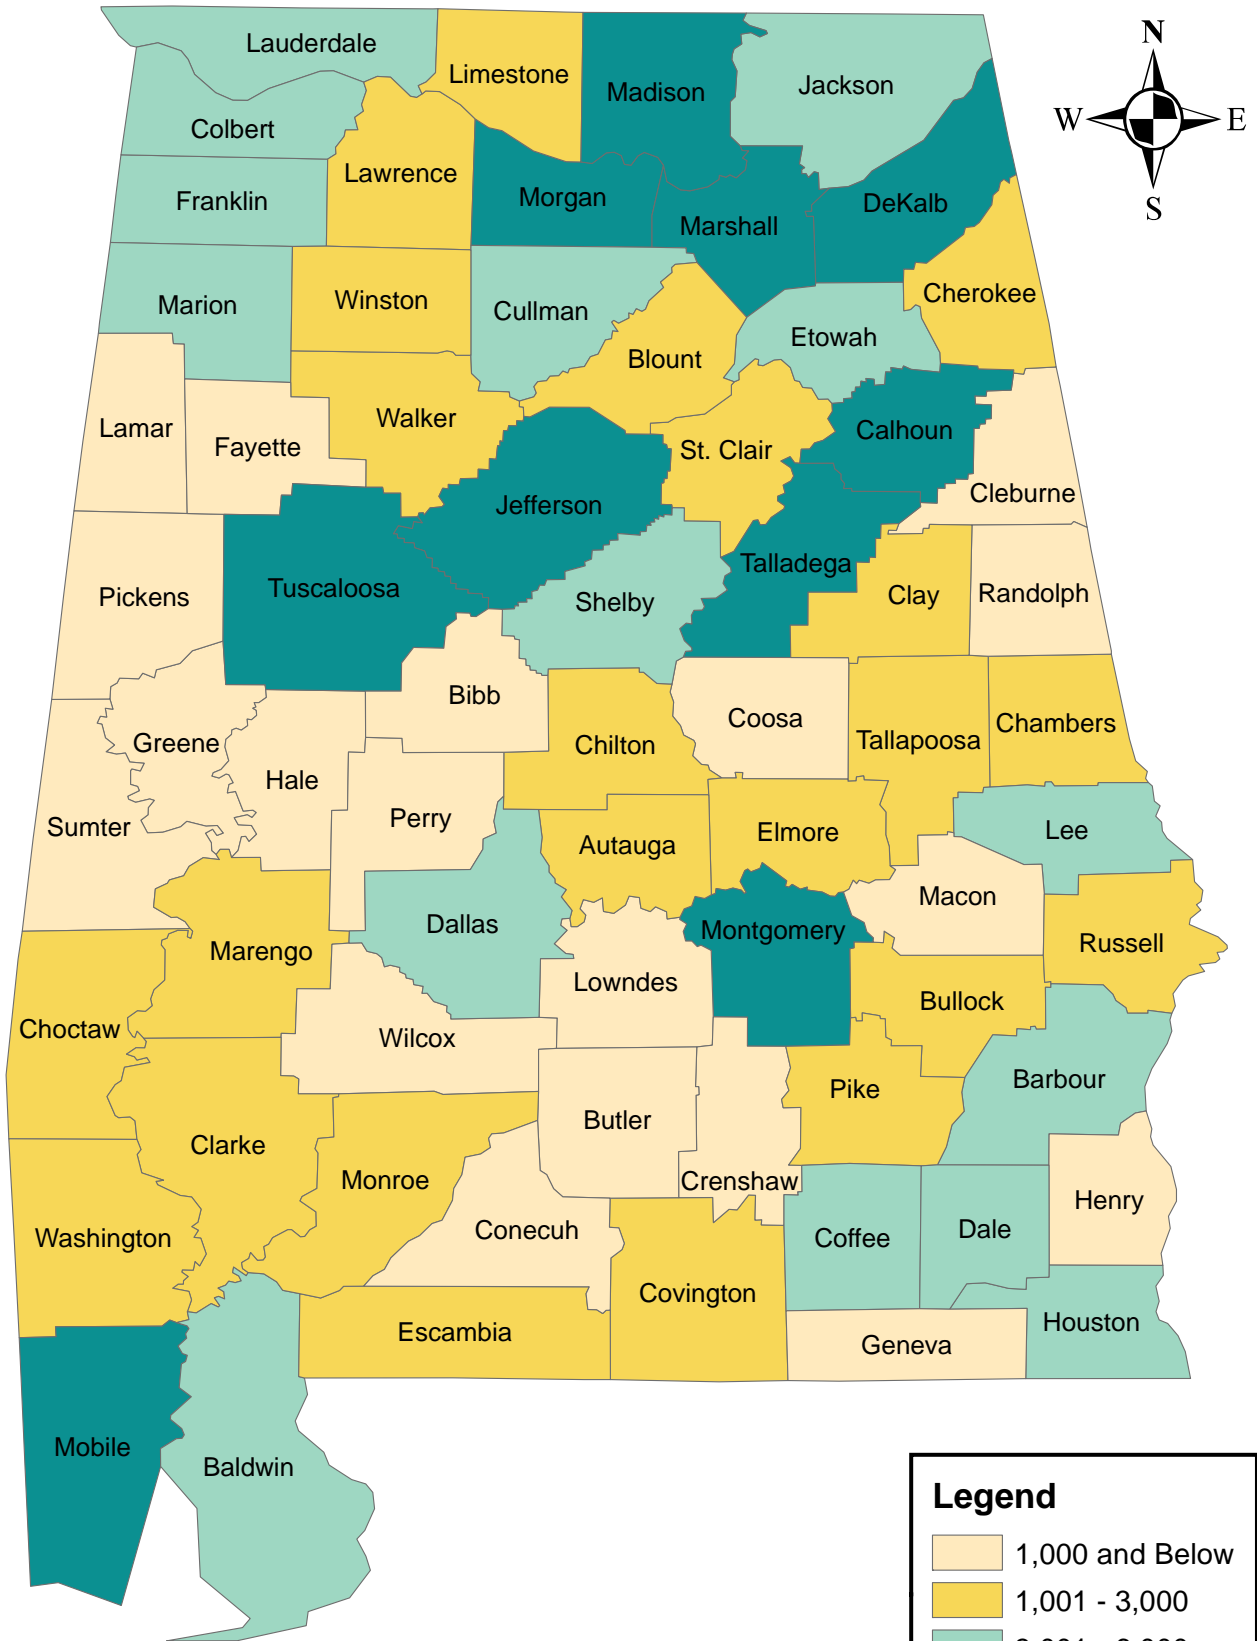 N
Lauderdale
Limestone
Madison
Jackson
W
E
Colbert
Lawrence
Franklin
Morgan
DeKalb
S
Marshall
Marion
Winston
Cullman
Cherokee
Etowah
Blount
Lamar
Fayette
Walker
Calhoun
St. Clair
Cleburne
Jefferson
Talladega
Pickens
Tuscaloosa
Shelby
Clay
Randolph
Bibb
Coosa
Chambers
Greene
Chilton
Tallapoosa
Hale
Sumter
Perry
Autauga
Elmore
Lee
Macon
Dallas
Montgomery
Russell
Marengo
Lowndes
Bullock
Choctaw
Wilcox
Barbour
Pike
Butler
Clarke
Monroe
Crenshaw
Henry
Washington
Conecuh
Coffee
Dale
Covington
Escambia
Houston
Geneva
Mobile
Baldwin
Legend
1,000 and Below
1,001 - 3,000